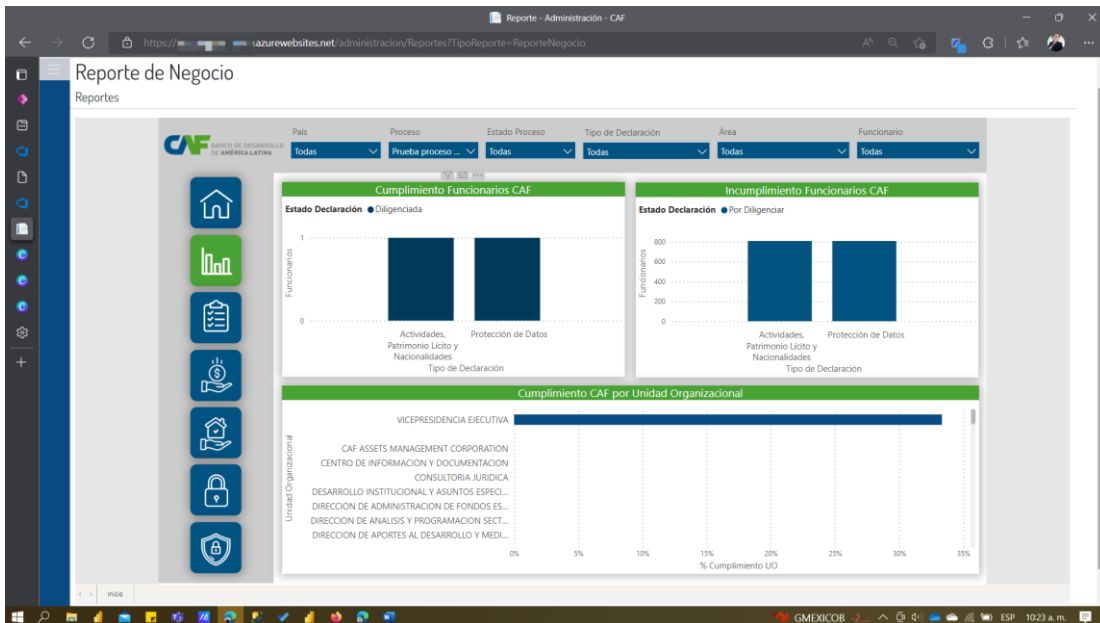 Reporte - Administración - CAF
https://
azurewebsites.net/administracion/Reportes?TipoReporte=ReporteNegocio
Reporte de Negocio
Reportes
CAF BANCO DE DESARROLLO
DE AMÉRICA LATINA
País Proceso Estado Proceso Tipo de Declaración Área Funcionario
Todas Prueba proceso ... Todas Todas Todas Todas
Cumplimiento Funcionarios CAF
Estado Declaración Diligenciada
Funcionarios
1
0
Actividades,
Patrimonio Lícito y
Nacionalidades
Protección de Datos
Tipo de Declaración
Incumplimiento Funcionarios CAF
Estado Declaración Por Diligenciar
Funcionarios
800
600
400
200
0
Actividades,
Patrimonio Lícito y
Nacionalidades
Protección de Datos
Tipo de Declaración
Cumplimiento CAF por Unidad Organizacional
Unidad Organizacional
VICEPRESIDENCIA EJECUTIVA
CAF ASSETS MANAGEMENT CORPORATION
CENTRO DE INFORMACION Y DOCUMENTACION
CONSULTORIA JURIDICA
DESARROLLO INSTITUCIONAL Y ASUNTOS ESPECI...
DIRECCION DE ADMINISTRACION DE FONDOS ES...
DIRECCION DE ANALISIS Y PROGRAMACION SECT...
DIRECCION DE APORTES AL DESARROLLO Y MEDI...
0% 5% 10% 15% 20% 25% 30% 35%
% Cumplimiento UO
Inicio
GMEXICOB -2... ESP 10:23 a. m.